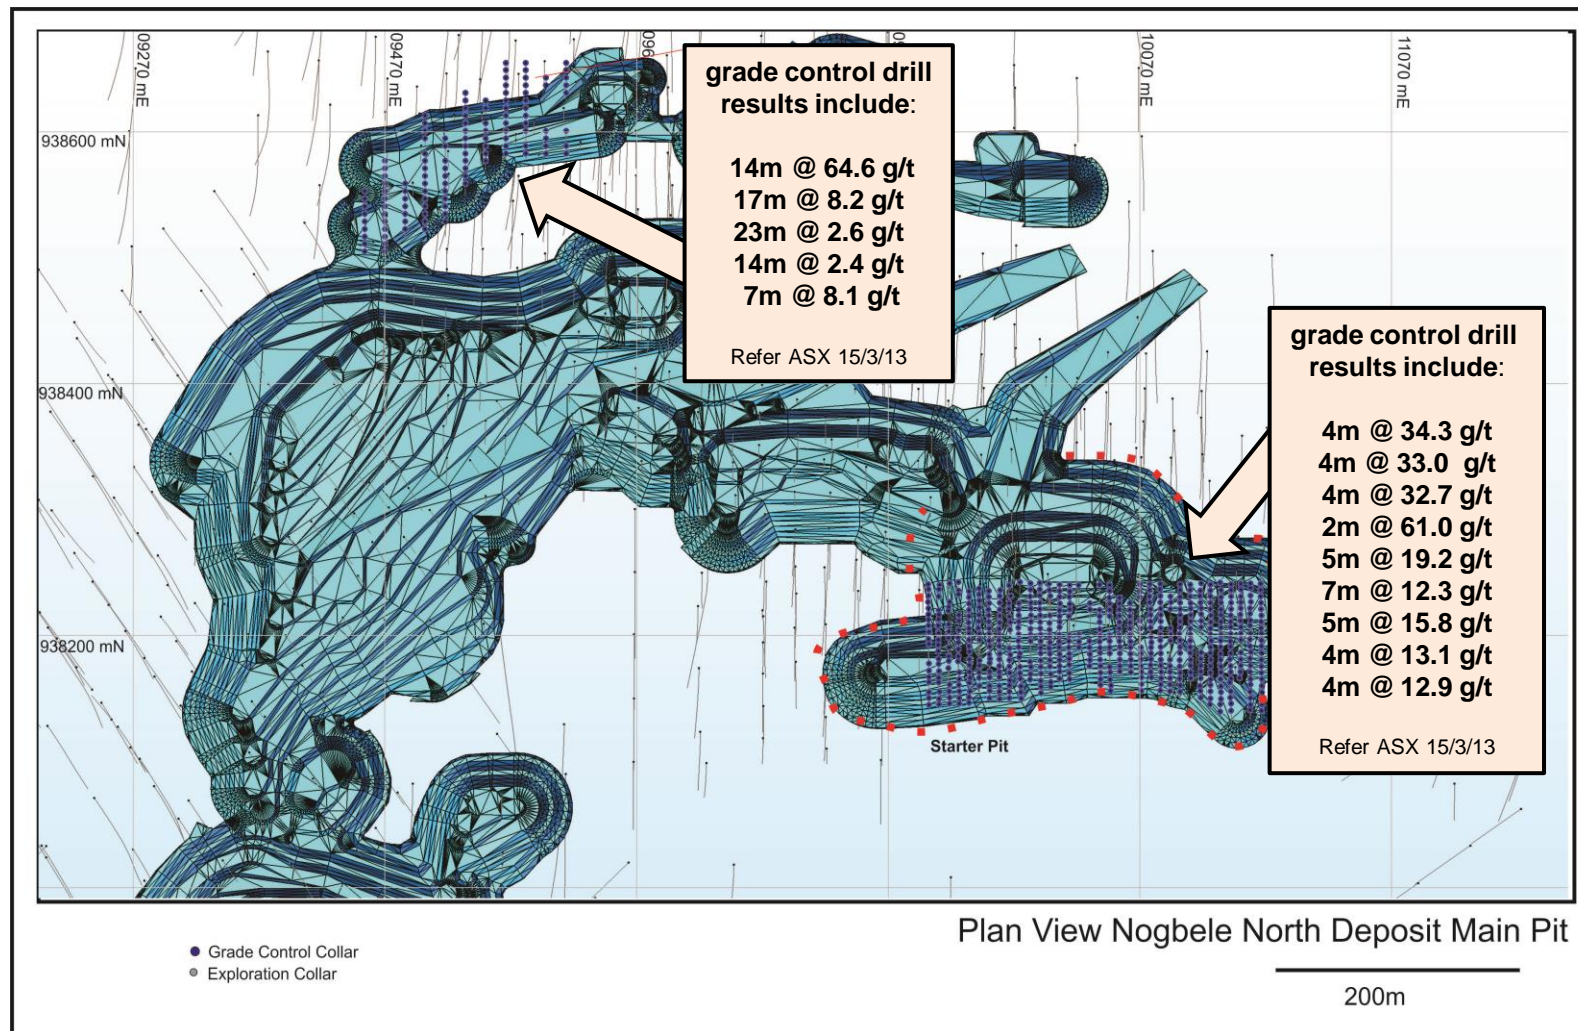 09270 mE
09470 mE
10070 mE
11070 mE
938600 mN
938400 mN
938200 mN
grade control drill
results include:
14m @ 64.6 g/t
17m @ 8.2 g/t
23m @ 2.6 g/t
14m @ 2.4 g/t
7m @ 8.1 g/t
Refer ASX 15/3/13
grade control drill
results include:
4m @ 34.3 g/t
4m @ 33.0 g/t
4m @ 32.7 g/t
2m @ 61.0 g/t
5m @ 19.2 g/t
7m @ 12.3 g/t
5m @ 15.8 g/t
4m @ 13.1 g/t
4m @ 12.9 g/t
Refer ASX 15/3/13
Starter Pit
Plan View Nogbele North Deposit Main Pit
Grade Control Collar
Exploration Collar
200m